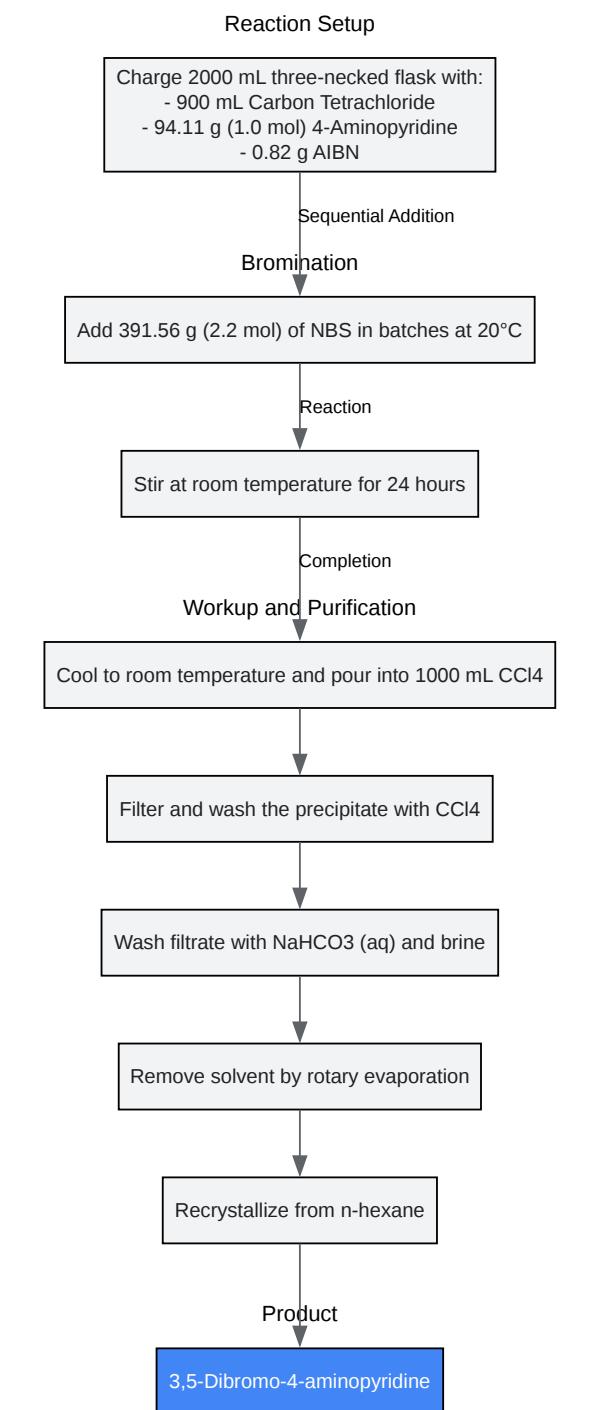 Reaction Setup
Charge 2000 mL three-necked flask with:
- 900 mL Carbon Tetrachloride
- 94.11 g (1.0 mol) 4-Aminopyridine
- 0.82 g AIBN
Sequential Addition
Bromination
Add 391.56 g (2.2 mol) of NBS in batches at 20°C
Reaction
Stir at room temperature for 24 hours
Completion
Workup and Purification
Cool to room temperature and pour into 1000 mL CCl4
Filter and wash the precipitate with CCl4
Wash filtrate with NaHCO3 (aq) and brine
Remove solvent by rotary evaporation
Recrystallize from n-hexane
Product
3,5-Dibromo-4-aminopyridine